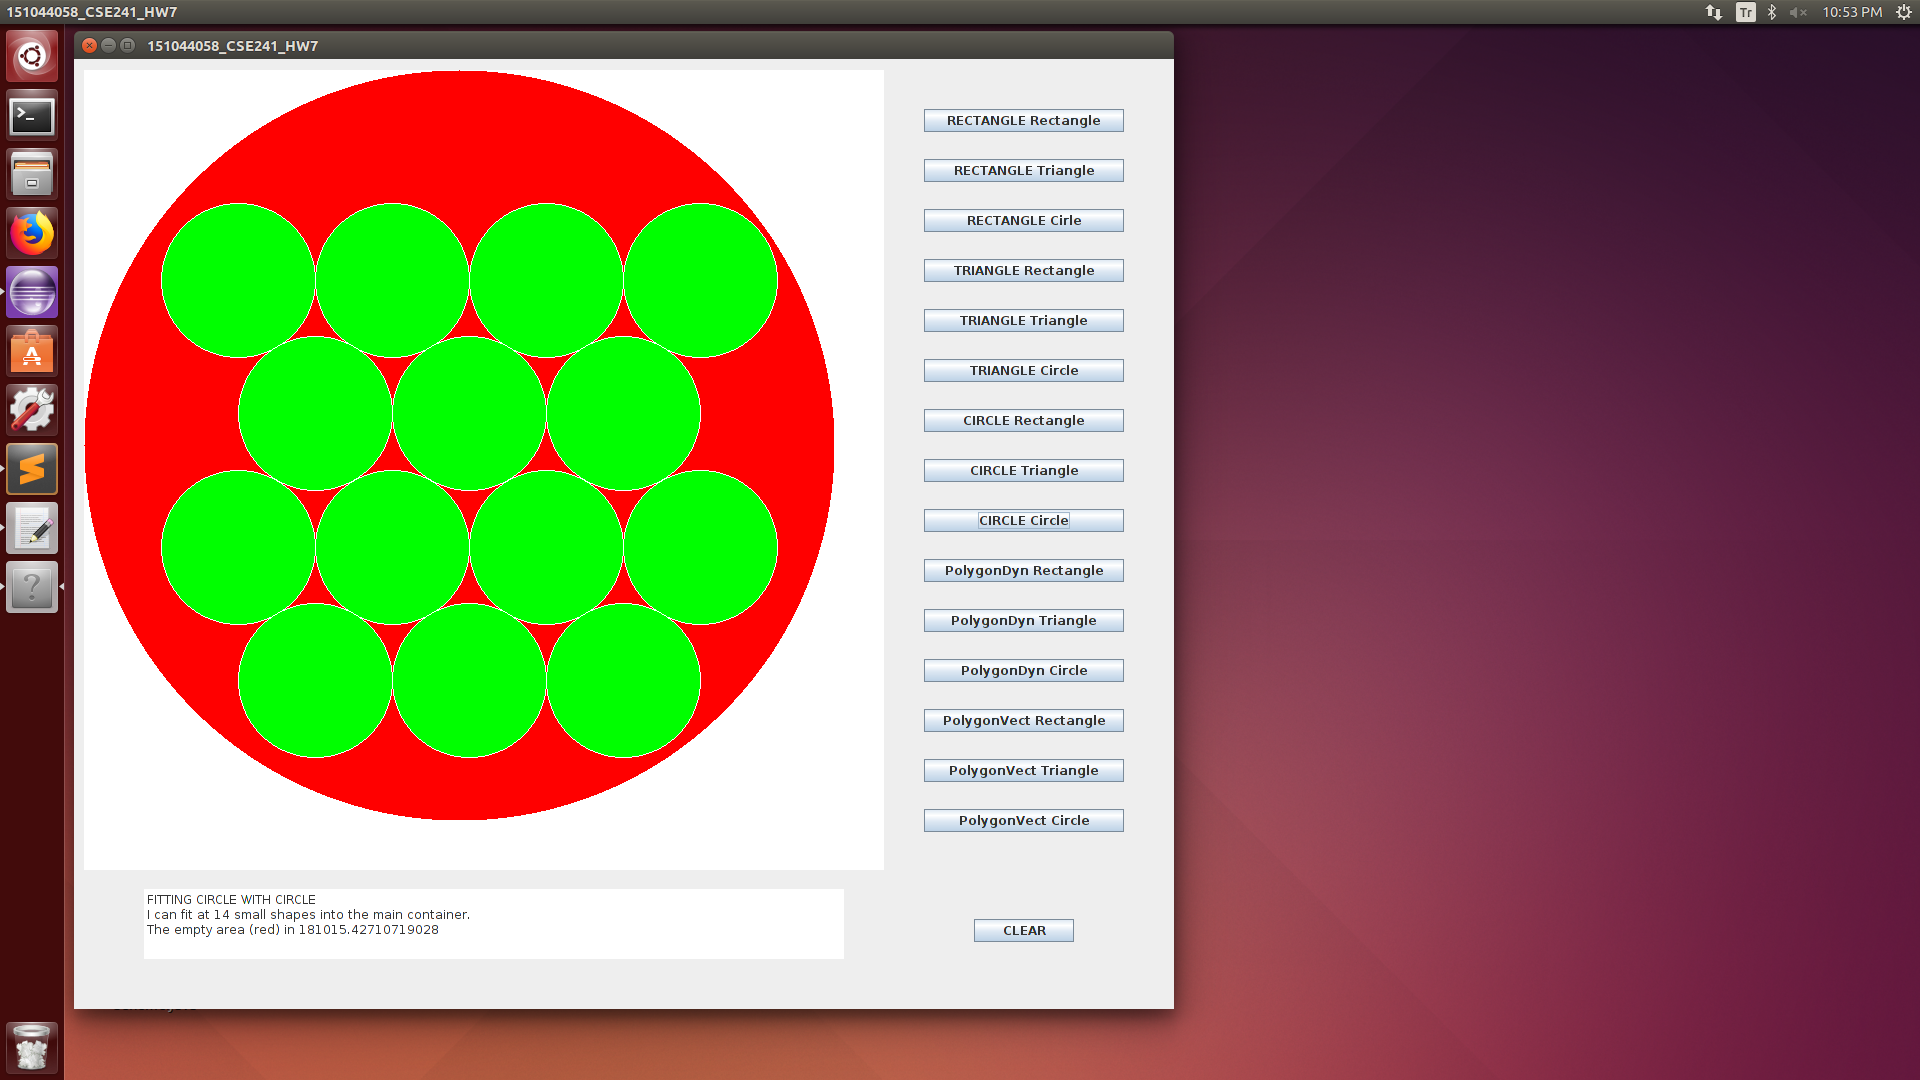 151044058_CSE241_HW7
Tr
10:53 PM
151044058_CSE241_HW7
RECTANGLE Rectangle
RECTANGLE Triangle
RECTANGLE Cirle
TRIANGLE Rectangle
TRIANGLE Triangle
TRIANGLE Circle
CIRCLE Rectangle
CIRCLE Triangle
CIRCLE Circle
PolygonDyn Rectangle
PolygonDyn Triangle
PolygonDyn Circle
PolygonVect Rectangle
PolygonVect Triangle
PolygonVect Circle
FITTING CIRCLE WITH CIRCLE
I can fit at 14 small shapes into the main container.
The empty area (red) in 181015.42710719028
CLEAR